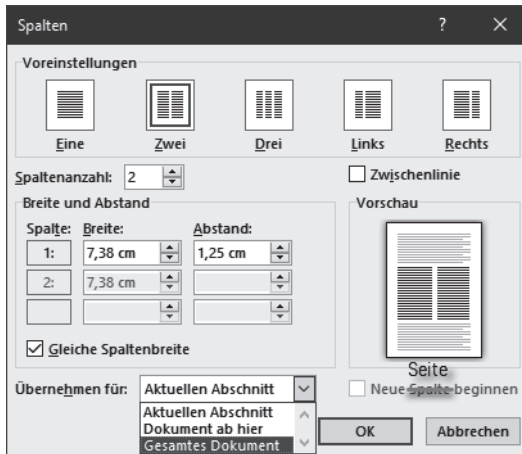 Spalten ? ×
Voreinstellungen
Eine Zwei Drei Links Rechts
Spaltenanzahl: 2
Zwischenlinie
Breite und Abstand
Spalte: Breite: Abstand:
1: 7,38 cm 1,25 cm
2: 7,38 cm
Gleiche Spaltenbreite
Vorschau
Übernehmen für: Aktuellen Abschnitt
Aktuellen Abschnitt
Dokument ab hier
Gesamtes Dokument
Seite
Neue Spalte beginnen
OK Abbrechen